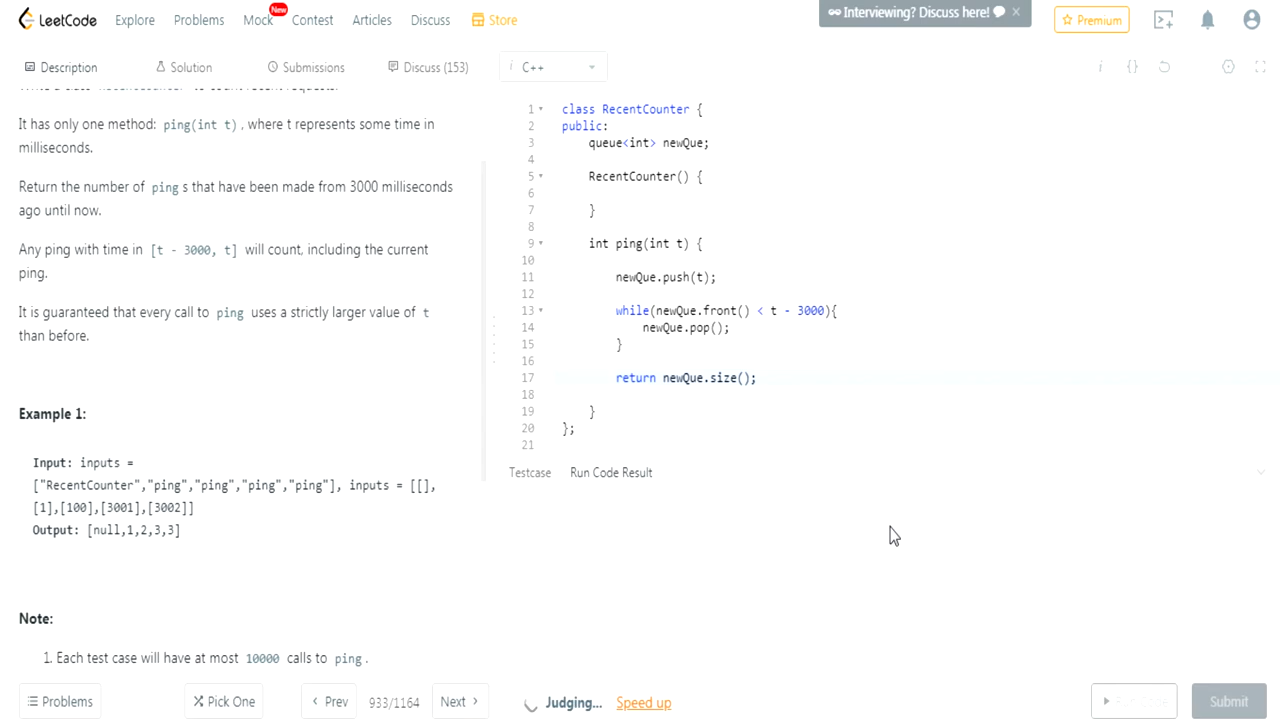 LeetCode Explore Problems Mock New Contest Articles Discuss Store Interviewing? Discuss here! × Premium
Description Solution Submissions Discuss (153) i C++ i {}
It has only one method: ping(int t), where t represents some time in
milliseconds.
Return the number of pings that have been made from 3000 milliseconds
ago until now.
Any ping with time in [t - 3000, t] will count, including the current
ping.
It is guaranteed that every call to ping uses a strictly larger value of t
than before.
Example 1:
Input: inputs =
["RecentCounter","ping","ping","ping","ping"], inputs = [[],
[1],[100],[3001],[3002]]
Output: [null,1,2,3,3]
Note:
1. Each test case will have at most 10000 calls to ping.
1 class RecentCounter {
2 public:
3 queue<int> newQue;
4
5 RecentCounter() {
6
7 }
8
9 int ping(int t) {
10
11 newQue.push(t);
12
13 while(newQue.front() < t - 3000){
14 newQue.pop();
15 }
16
17 return newQue.size();
18
19 }
20 };
21
Testcase Run Code Result
Problems Pick One Prev 933/1164 Next Judging... Speed up Submit